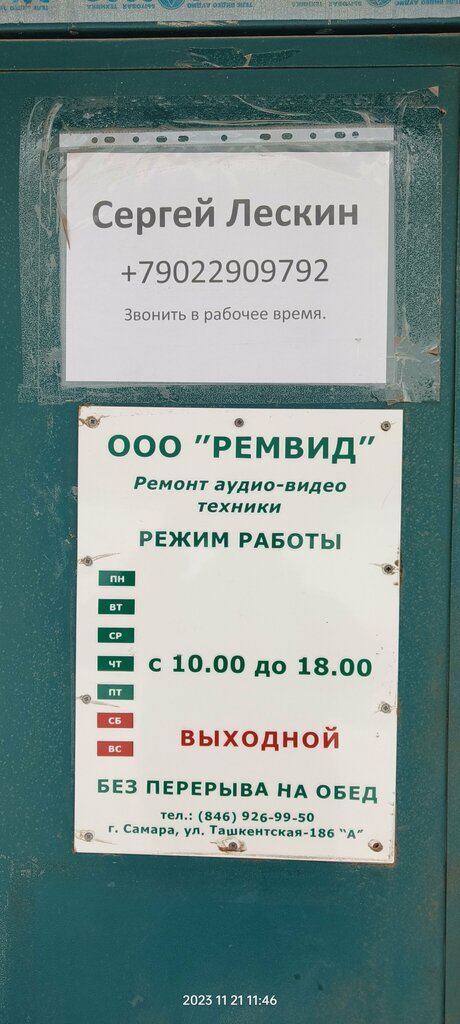 Сергей Лескин
+79022909792
Звонить в рабочее время.
ООО "РЕМВИД"
Ремонт аудио-видео
техники
РЕЖИМ РАБОТЫ
ПН
ВТ
СР
ЧТ с 10.00 до 18.00
ПТ
СБ
ВЫХОДНОЙ
ВС
БЕЗ ПЕРЕРЫВА НА ОБЕД
тел.: (846) 926-99-50
г. Самара, ул. Ташкентская-186 "А"
2023 11 21 11:46